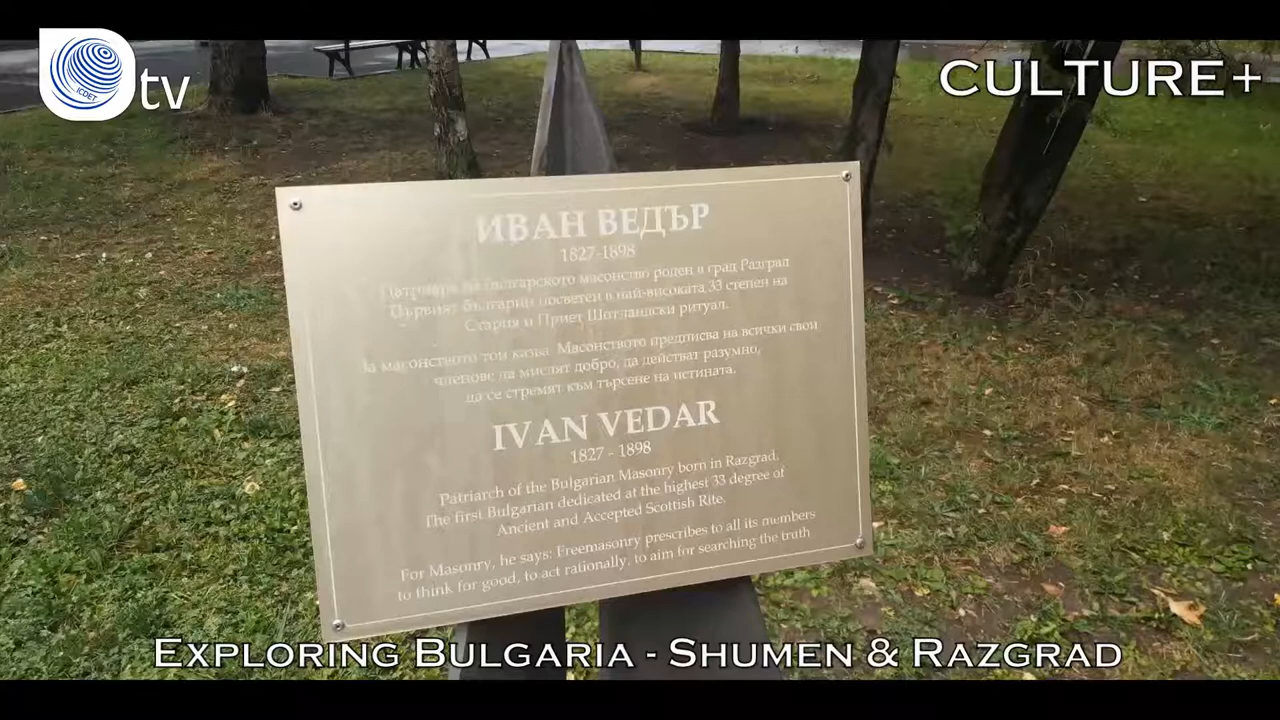 ICDET
tv
CULTURE+
ИВАН ВЕДЪР
1827-1898
Патриарх на българското масонство роден в град Разград
Първият българин посветен в най-високата 33 степен на
Стария и Приет Шотландски ритуал.
За масонството той казва: Масонството предписва на всички свои
членове да мислят добро, да действат разумно,
да се стремят към търсене на истината.
IVAN VEDAR
1827 - 1898
Patriarch of the Bulgarian Masonry born in Razgrad.
The first Bulgarian dedicated at the highest 33 degree of
Ancient and Accepted Scottish Rite.
For Masonry, he says: Freemasonry prescribes to all its members
to think for good, to act rationally, to aim for searching the truth
EXPLORING BULGARIA - SHUMEN & RAZGRAD